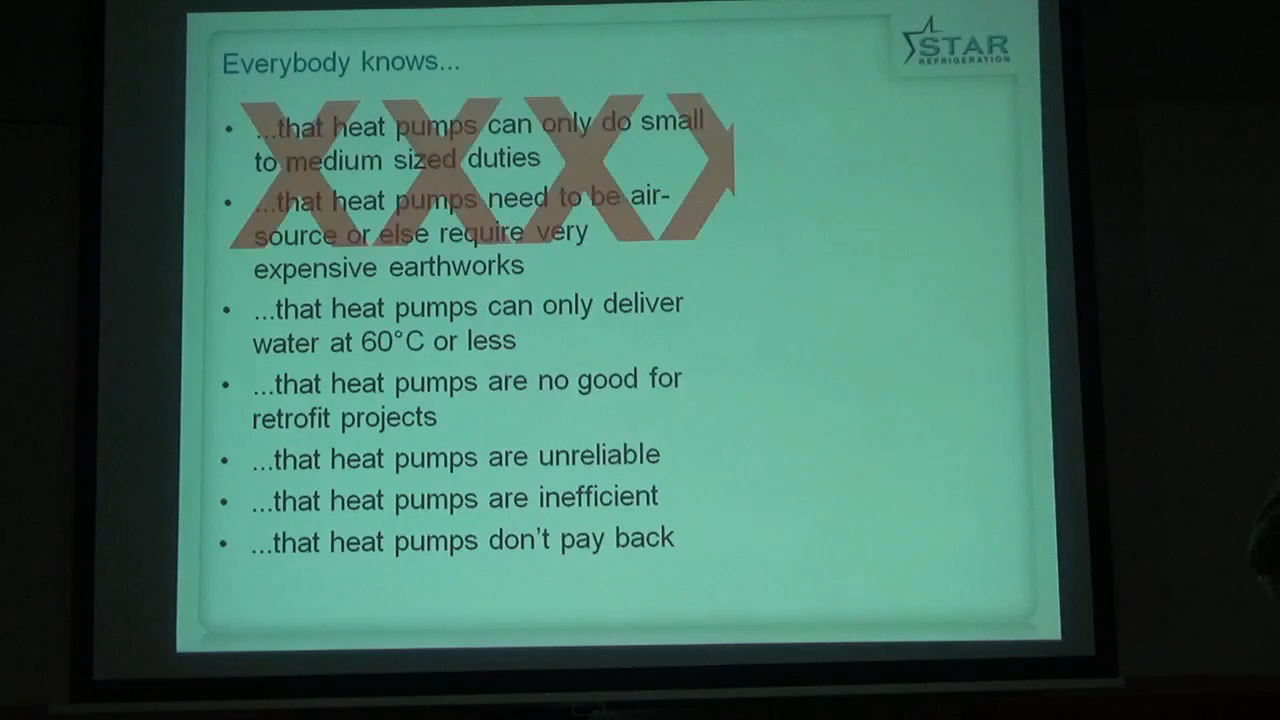 STAR
REFRIGERATION
Everybody knows...
• ...that heat pumps can only do small
to medium sized duties
• ...that heat pumps need to be air-
source or else require very
expensive earthworks
• ...that heat pumps can only deliver
water at 60°C or less
• ...that heat pumps are no good for
retrofit projects
• ...that heat pumps are unreliable
• ...that heat pumps are inefficient
• ...that heat pumps don't pay back
XXXX